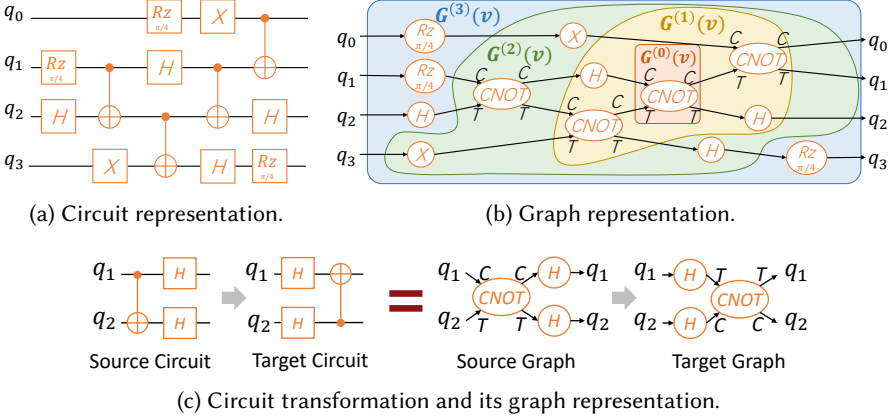 q₀ Rz π/4 X
q₁ Rz π/4 H
q₂ H H
q₃ X H Rz π/4
(a) Circuit representation.
G⁽³⁾(v) G⁽²⁾(v) G⁽¹⁾(v) G⁽⁰⁾(v)
q₀ Rz π/4 X C C CNOT T T q₀
q₁ Rz π/4 C C CNOT T T H C C CNOT T T q₁
q₂ H C C CNOT T T H q₂
q₃ X H Rz π/4 q₃
(b) Graph representation.
q₁ H q₁ H = q₁ C C H q₁ q₁ H T T q₁
CNOT CNOT
q₂ H q₂ H q₂ T T H q₂ q₂ H C C q₂
Source Circuit Target Circuit Source Graph Target Graph
(c) Circuit transformation and its graph representation.